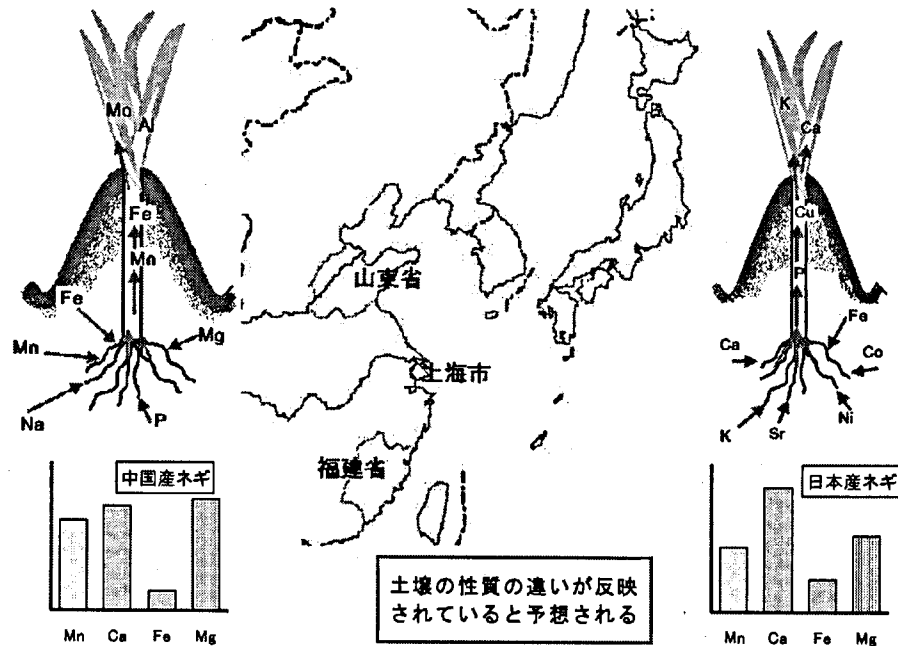 Mo
Al
Fe
Mn
Fe
Mn
Mg
Na
P
山東省
上海市
福建省
K
Ca
Cu
P
Fe
Ca
Co
K
Sr
Ni
中国産ネギ
Mn Ca Fe Mg
土壌の性質の違いが反映
されていると予想される
日本産ネギ
Mn Ca Fe Mg